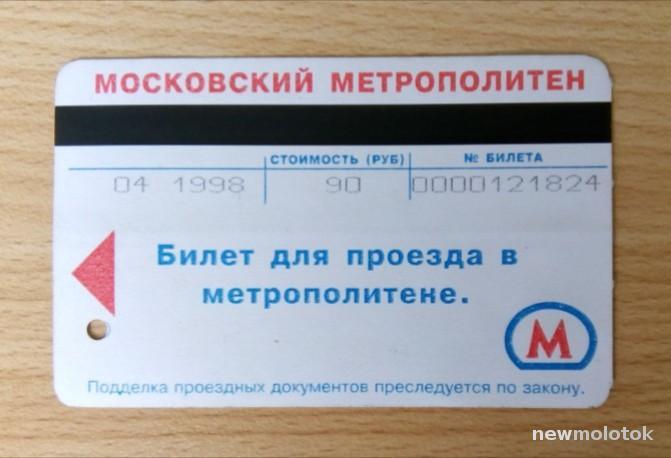 МОСКОВСКИЙ МЕТРОПОЛИТЕН
СТОИМОСТЬ (РУБ) № БИЛЕТА
04 1998 90 0000121824
Билет для проезда в
метрополитене.
М
Подделка проездных документов преследуется по закону.
newmolotok